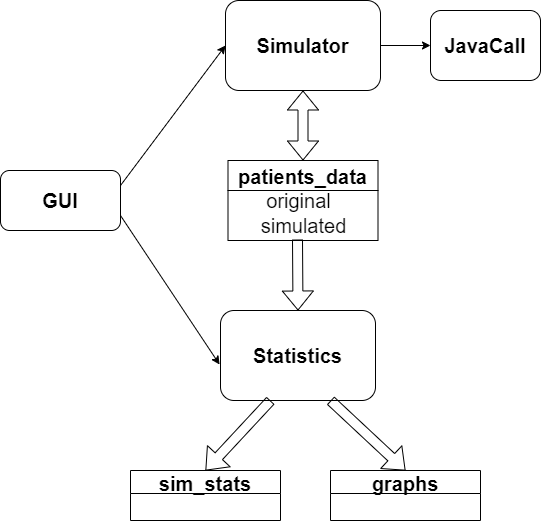 Simulator
JavaCall
patients_data
original
simulated
GUI
Statistics
sim_stats
graphs